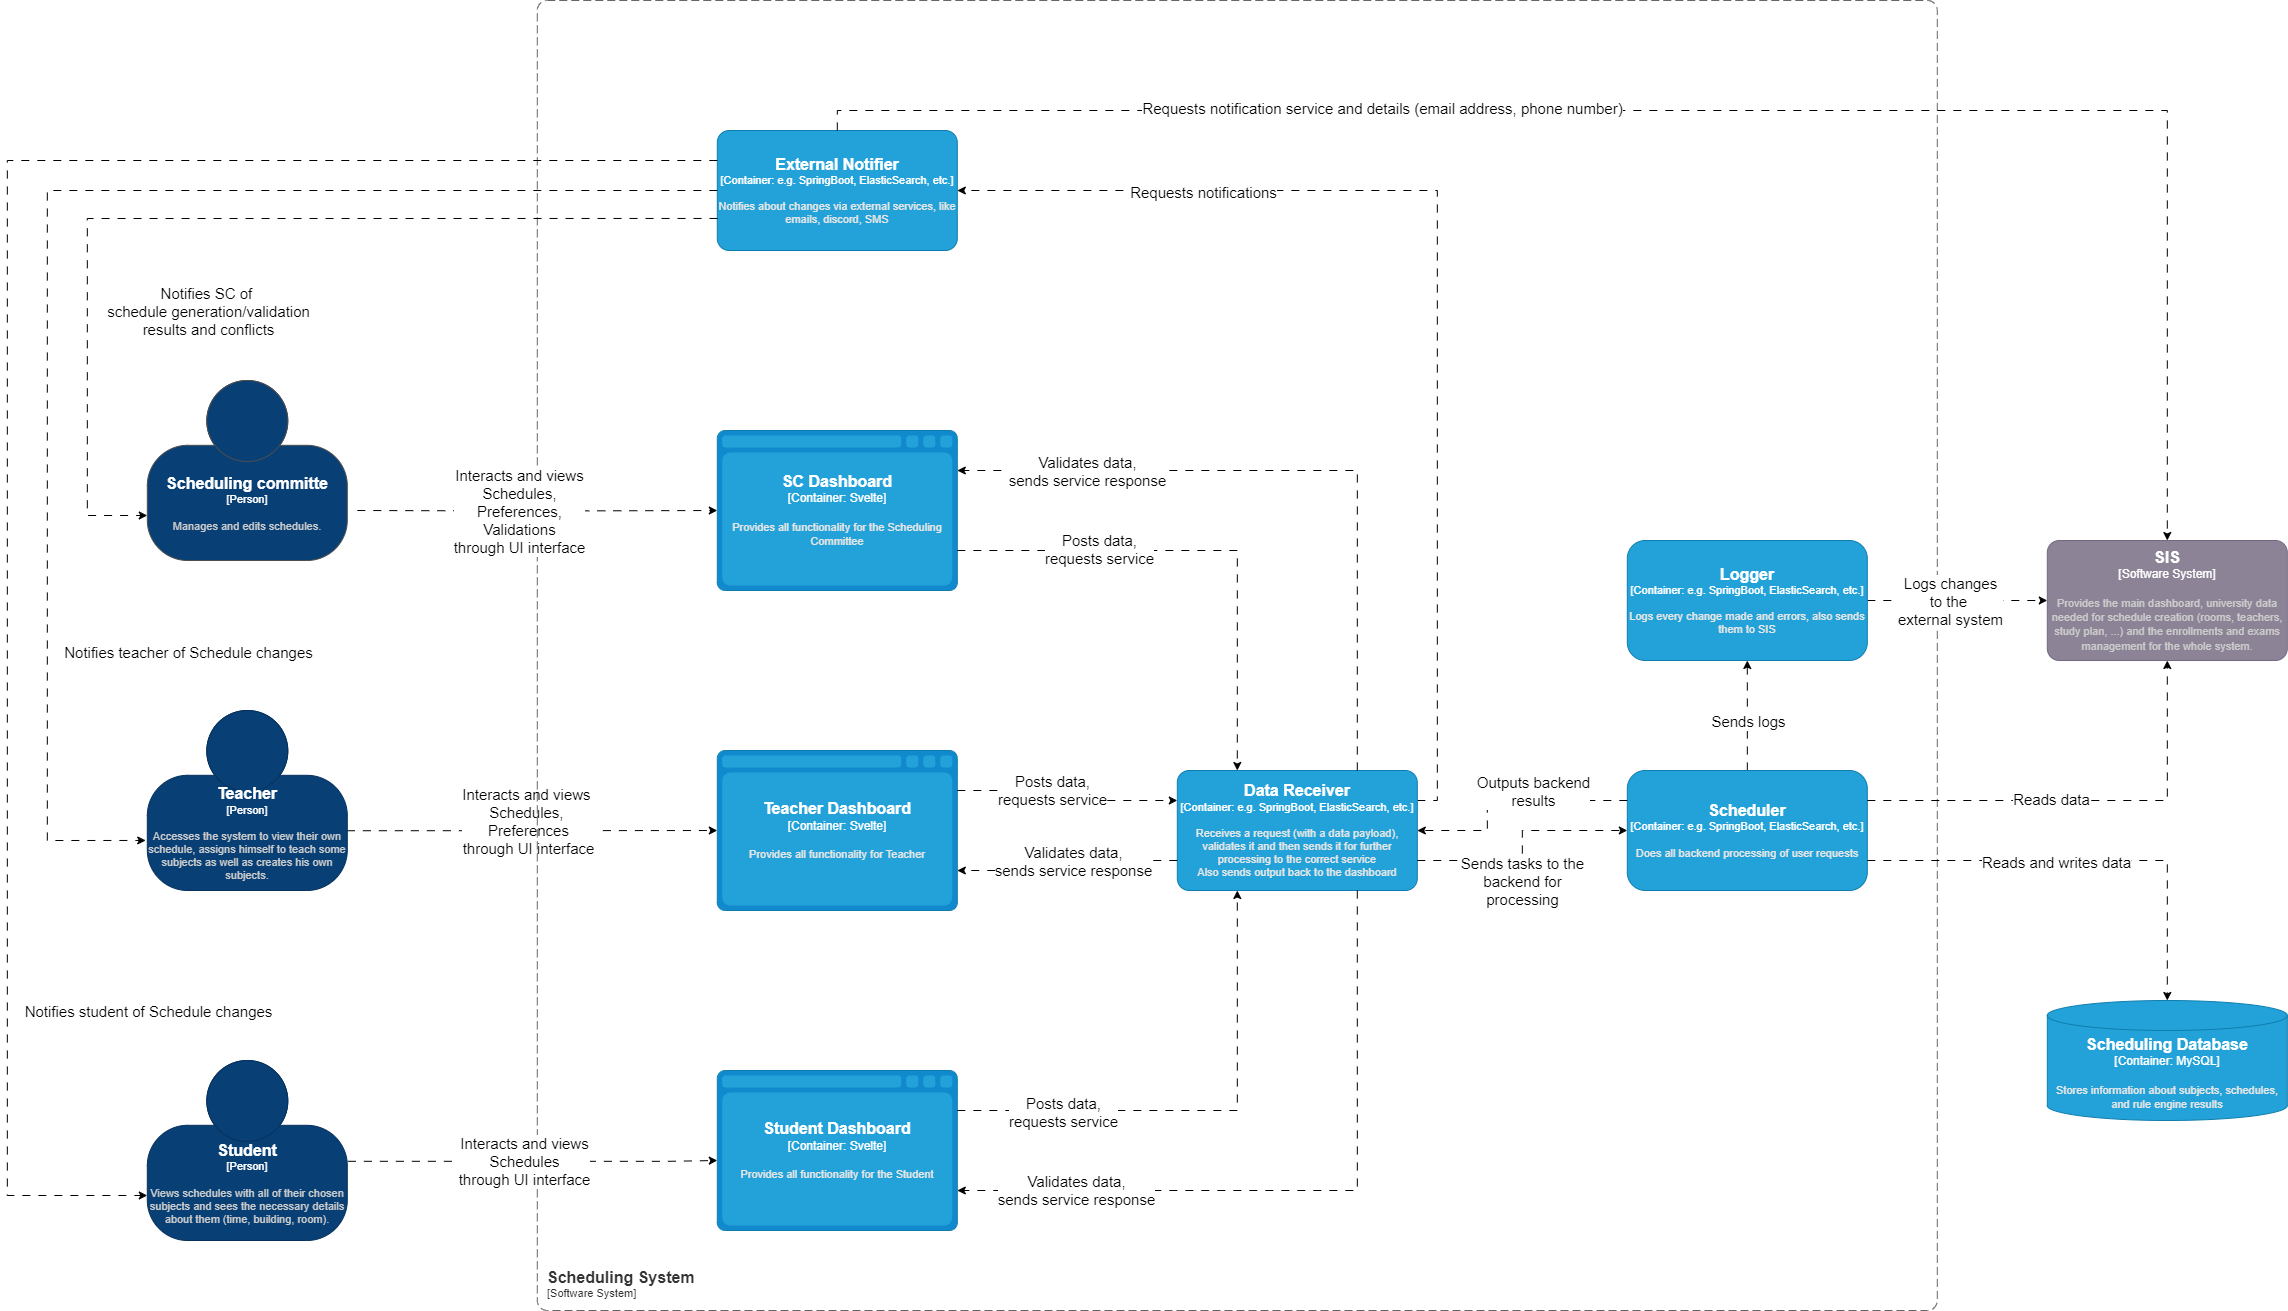 Requests notification service and details (email address, phone number)
External Notifier
[Container: e.g. SpringBoot, ElasticSearch, etc.]
Notifies about changes via external services, like
emails, discord, SMS
Requests notifications
Notifies SC of
schedule generation/validation
results and conflicts
Scheduling committe
[Person]
Manages and edits schedules.
Interacts and views
Schedules,
Preferences,
Validations
through UI interface
SC Dashboard
[Container: Svelte]
Provides all functionality for the Scheduling
Committee
Validates data,
sends service response
Posts data,
requests service
Logger
[Container: e.g. SpringBoot, ElasticSearch, etc.]
Logs every change made and errors, also sends
them to SIS
Logs changes
to the
external system
SIS
[Software System]
Provides the main dashboard, university data
needed for schedule creation (rooms, teachers,
study plan, ...) and the enrollments and exams
management for the whole system.
Notifies teacher of Schedule changes
Sends logs
Teacher
[Person]
Accesses the system to view their own
schedule, assigns himself to teach some
subjects as well as creates his own
subjects.
Interacts and views
Schedules,
Preferences
through UI interface
Teacher Dashboard
[Container: Svelte]
Provides all functionality for Teacher
Posts data,
requests service
Validates data,
sends service response
Data Receiver
[Container: e.g. SpringBoot, ElasticSearch, etc.]
Receives a request (with a data payload),
validates it and then sends it for further
processing to the correct service
Also sends output back to the dashboard
Outputs backend
results
Sends tasks to the
backend for
processing
Scheduler
[Container: e.g. SpringBoot, ElasticSearch, etc.]
Does all backend processing of user requests
Reads data
Reads and writes data
Notifies student of Schedule changes
Scheduling Database
[Container: MySQL]
Stores information about subjects, schedules,
and rule engine results
Student
[Person]
Views schedules with all of their chosen
subjects and sees the necessary details
about them (time, building, room).
Interacts and views
Schedules
through UI interface
Student Dashboard
[Container: Svelte]
Provides all functionality for the Student
Posts data,
requests service
Validates data,
sends service response
Scheduling System
[Software System]